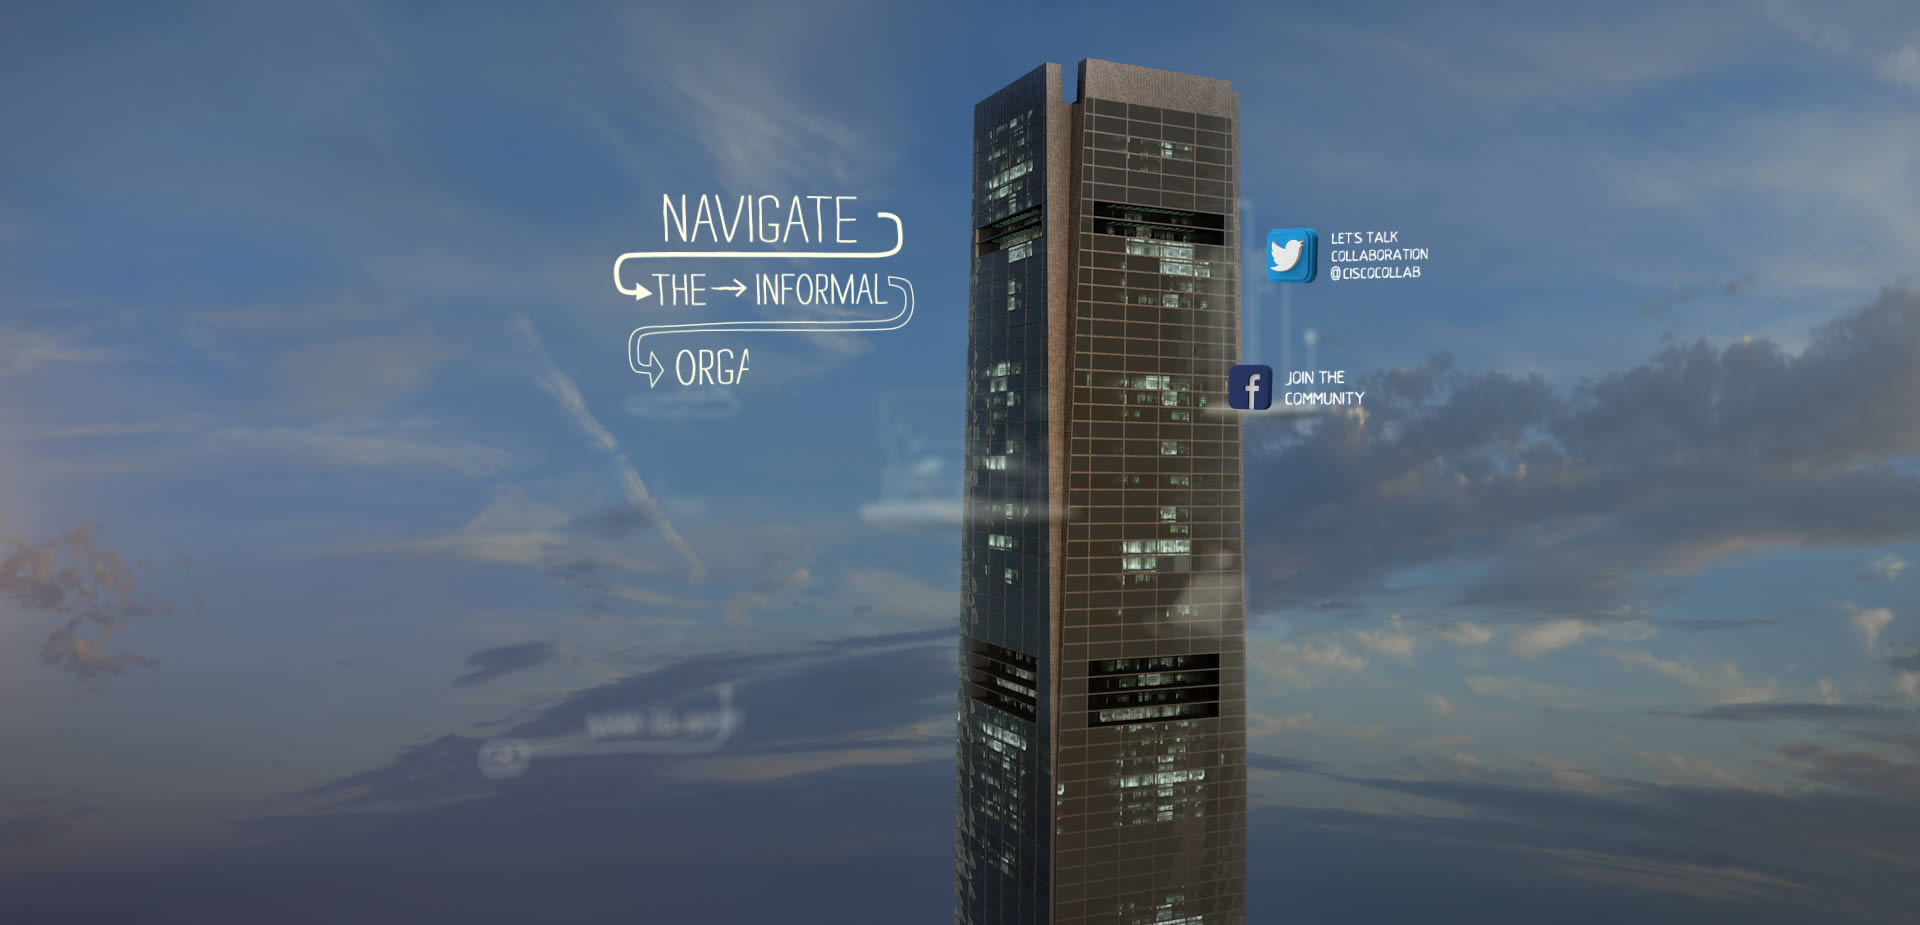 NAVIGATE
THE → INFORMAL
ORGA
LET'S TALK
COLLABORATION
@CISCOCOLLAB
JOIN THE
COMMUNITY